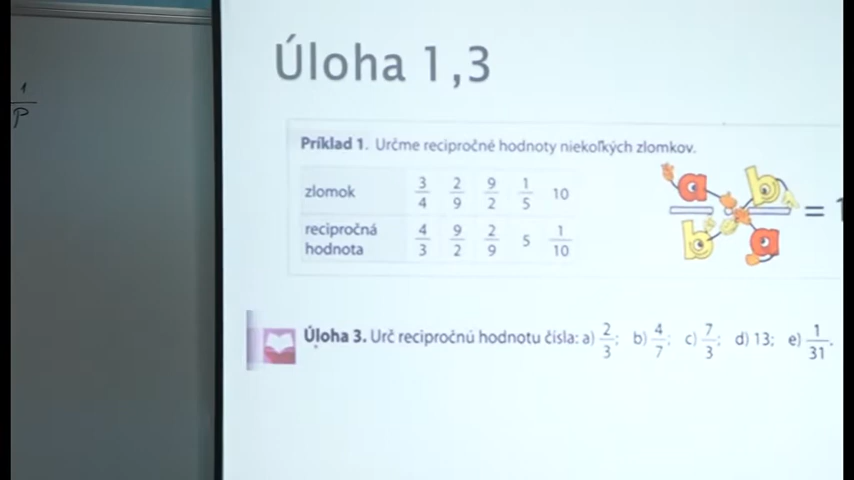 1
P
Úloha 1,3
Príklad 1. Určme recipročné hodnoty niekoľkých zlomkov.
zlomok 3/4 2/9 9/2 1/5 10
recipročná hodnota 4/3 9/2 2/9 5 1/10
a/b · b/a = 1
Úloha 3. Urč recipročnú hodnotu čísla: a) 2/3; b) 4/7; c) 7/3; d) 13; e) 1/31.